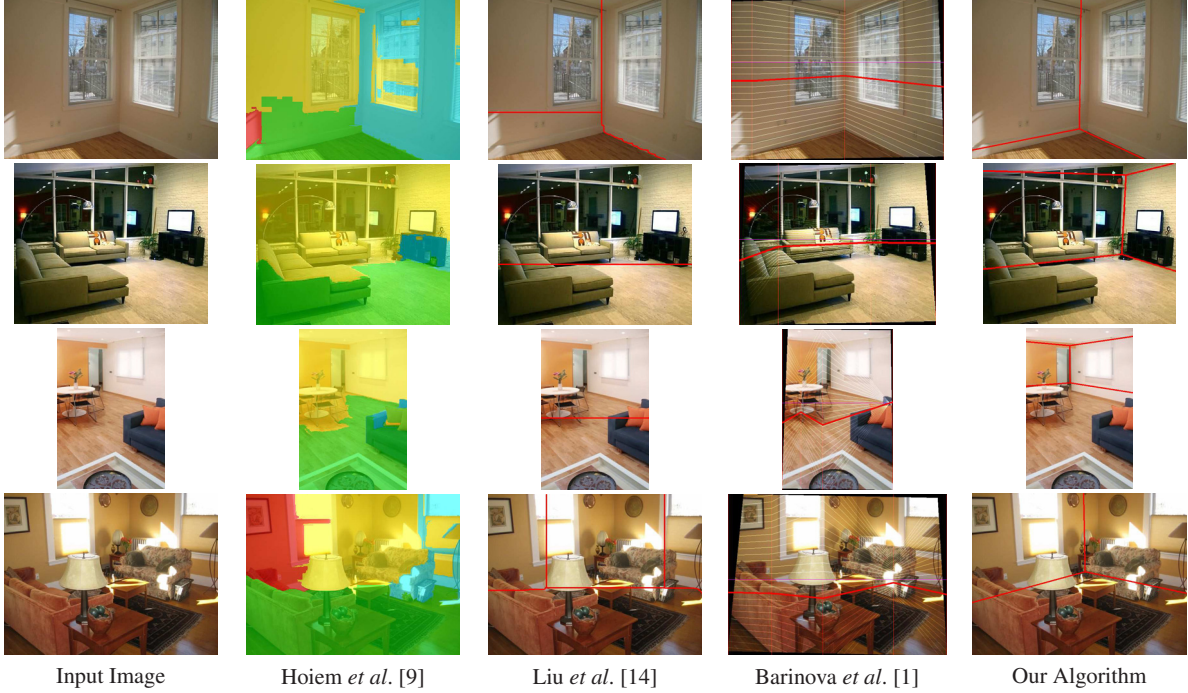 Input Image
Hoiem et al. [9]
Liu et al. [14]
Barinova et al. [1]
Our Algorithm